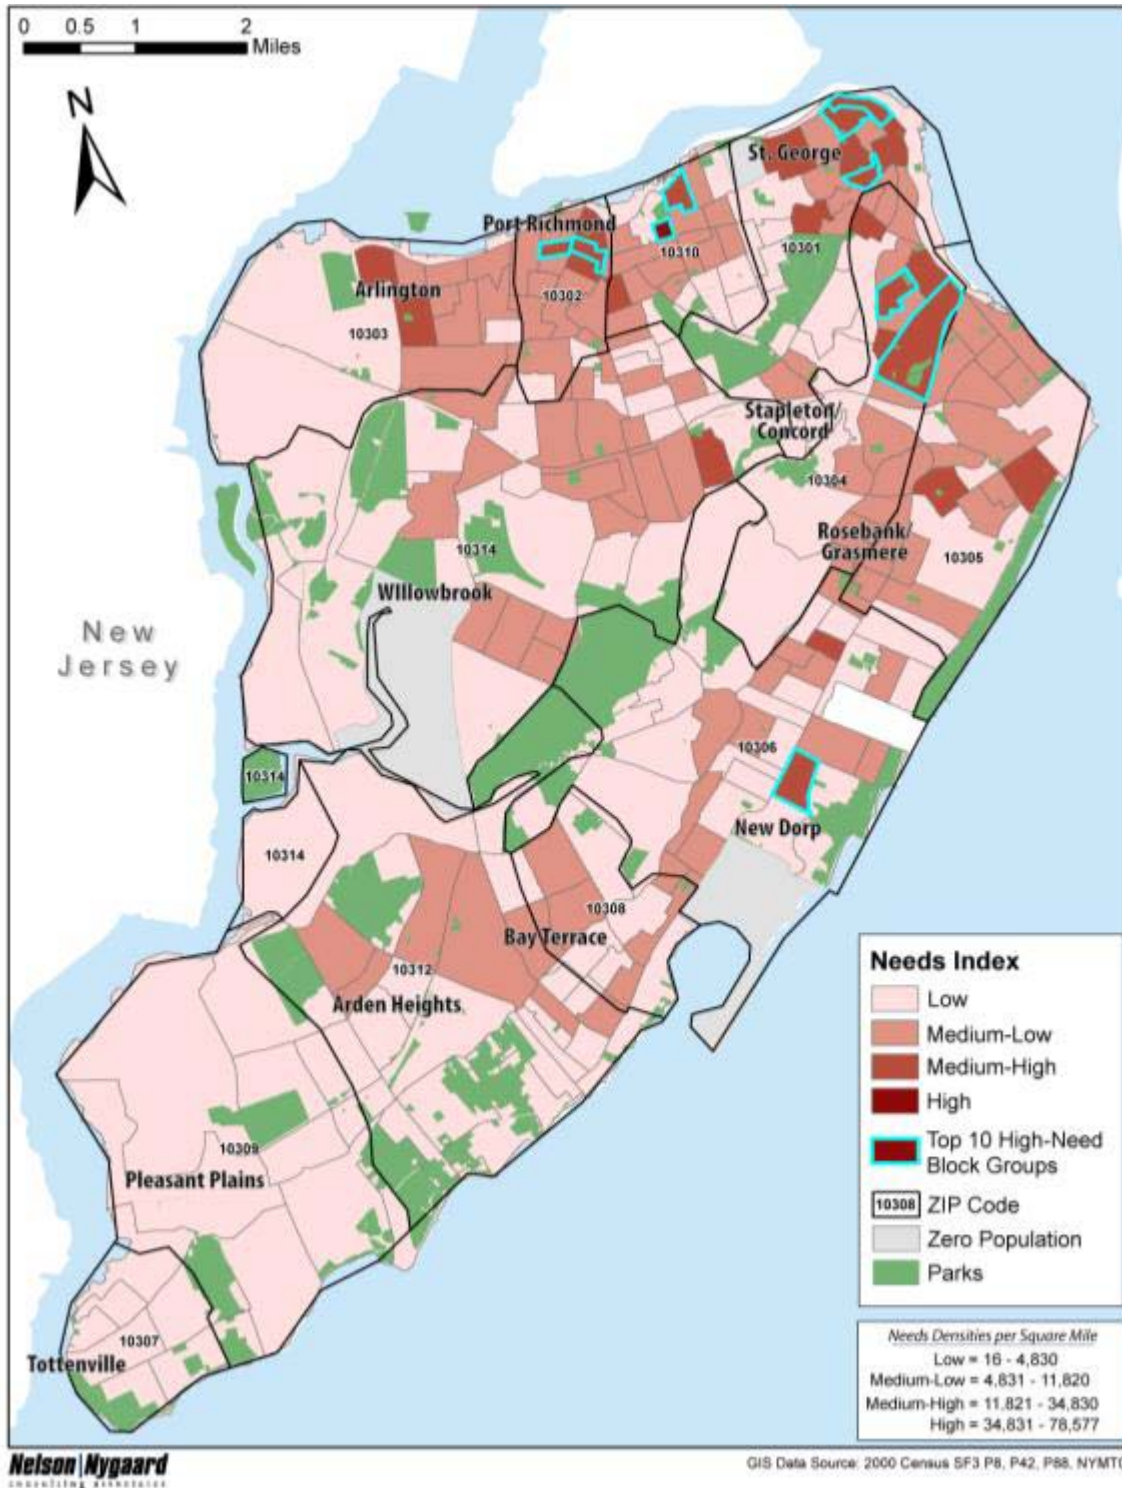 0 0.5 1 2
Miles
N
St. George
Port Richmond
10310
10301
Arlington
10302
10303
Stapleton/
Concord
10304
Rosebank/
Grasmere
10305
10314
WIllowbrook
New
Jersey
10306
10314
New Dorp
10314
10308
Bay Terrace
10312
Arden Heights
10309
Pleasant Plains
10307
Tottenville
Needs Index
Low
Medium-Low
Medium-High
High
Top 10 High-Need
Block Groups
10308 ZIP Code
Zero Population
Parks
Needs Densities per Square Mile
Low = 16 - 4,830
Medium-Low = 4,831 - 11,820
Medium-High = 11,821 - 34,830
High = 34,831 - 78,577
Nelson|Nygaard
GIS Data Source: 2000 Census SF3 P8, P42, P88, NYMTC